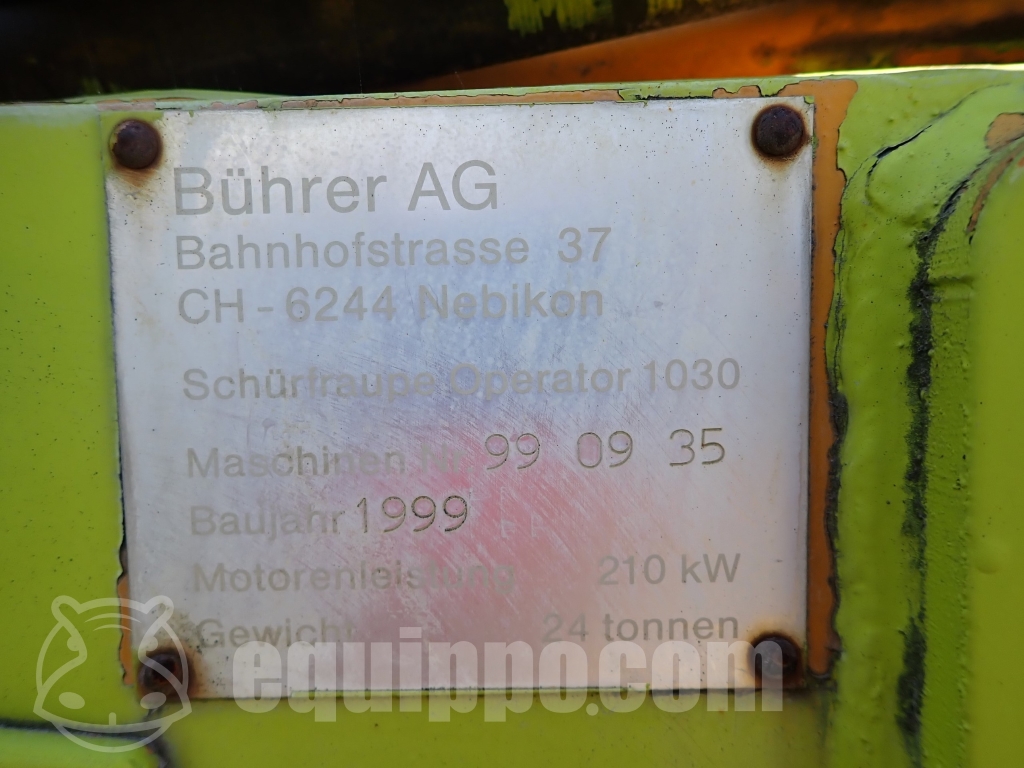 Bührer AG
Bahnhofstrasse 37
CH - 6244 Nebikon
Schürfraupe Operator 1030
Maschinen Nr. 99 09 35
Baujahr 1999
Motorenleistung 210 kW
Gewicht 24 tonnen
equippo.com